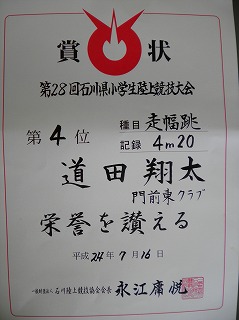 賞状
第28回石川県小学生陸上競技大会
第4位
種目 走幅跳
記録 4m20
道田翔太
門前東クラブ
栄誉を讃える
平成24年7月16日
一般財団法人 石川陸上競技協会会長 永江庸悦